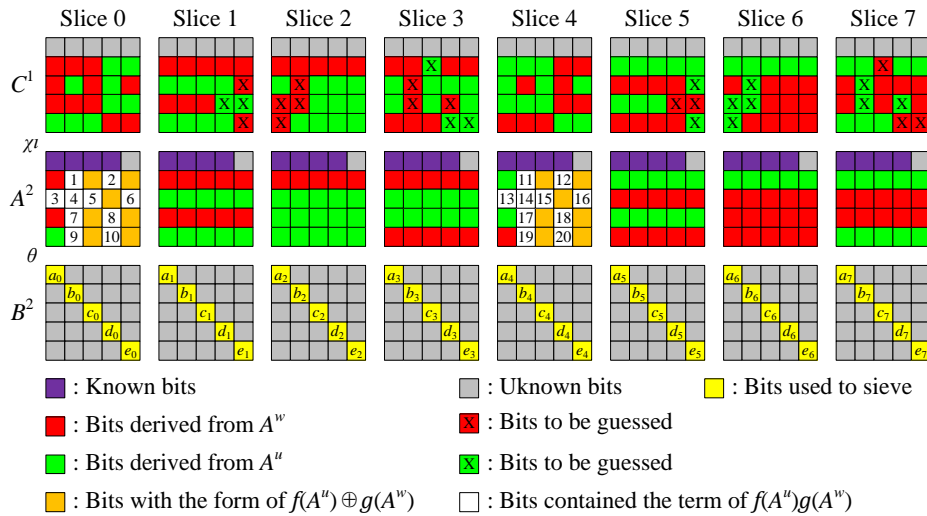 Slice 0 Slice 1 Slice 2 Slice 3 Slice 4 Slice 5 Slice 6 Slice 7
X X
C¹ X X X X X X
X X X X X X X X X X
X X X X X X X X
χι
1 2 11 12
A² 3 4 5 6 13 14 15 16
7 8 17 18
9 10 19 20
θ
a₀ a₁ a₂ a₃ a₄ a₅ a₆ a₇
b₀ b₁ b₂ b₃ b₄ b₅ b₆ b₇
B² c₀ c₁ c₂ c₃ c₄ c₅ c₆ c₇
d₀ d₁ d₂ d₃ d₄ d₅ d₆ d₇
e₀ e₁ e₂ e₃ e₄ e₅ e₆ e₇
: Known bits : Uknown bits : Bits used to sieve
: Bits derived from Aʷ X : Bits to be guessed
: Bits derived from Aᵘ X : Bits to be guessed
: Bits with the form of f(Aᵘ)⊕g(Aʷ) : Bits contained the term of f(Aᵘ)g(Aʷ)